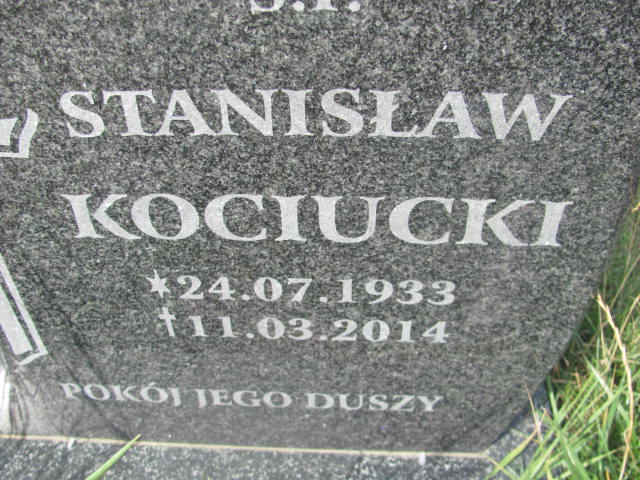 Ś.P.
STANISŁAW
KOCIUCKI
*24.07.1933
†11.03.2014
POKÓJ JEGO DUSZY